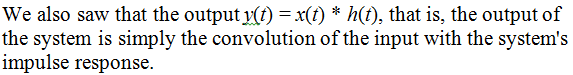 We also saw that the output y(t) = x(t) * h(t), that is, the output of
the system is simply the convolution of the input with the system's
impulse response.